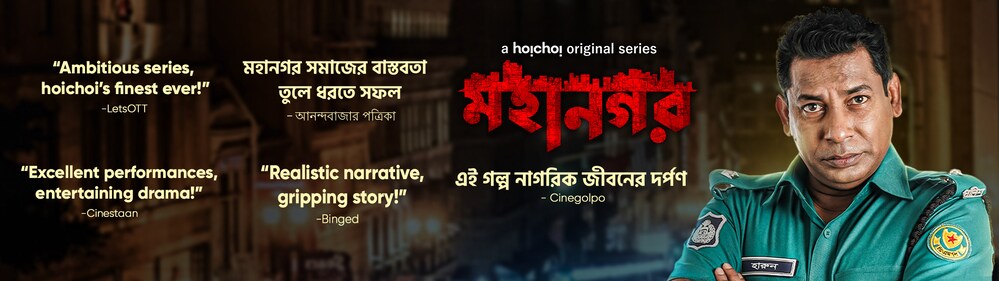 a hoichoi original series
মহানগর
“Ambitious series,
hoichoi’s finest ever!”
-LetsOTT
মহানগর সমাজের বাস্তবতা
তুলে ধরতে সফল
- আনন্দবাজার পত্রিকা
“Excellent performances,
entertaining drama!”
-Cinestaan
“Realistic narrative,
gripping story!”
-Binged
এই গল্প নাগরিক জীবনের দর্পণ
- Cinegolpo
হারুন